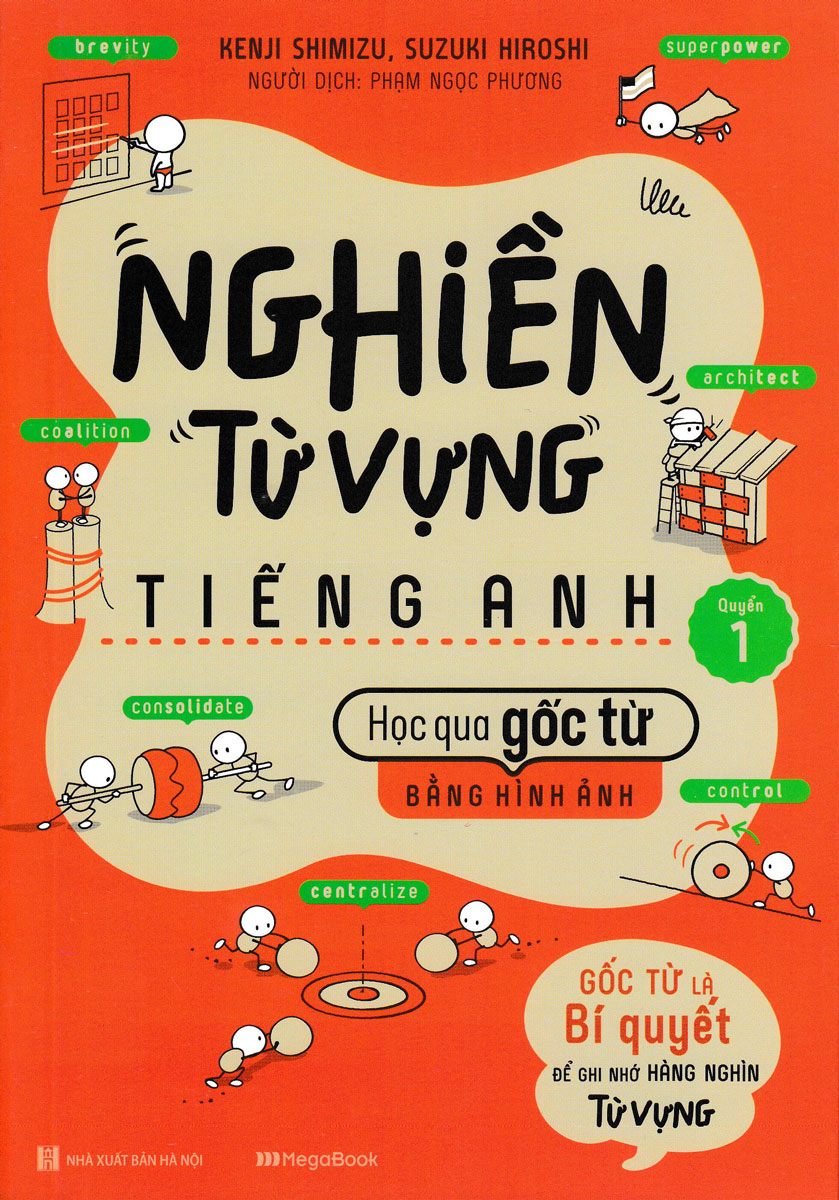 brevity
KENJI SHIMIZU, SUZUKI HIROSHI
NGƯỜI DỊCH: PHẠM NGỌC PHƯƠNG
superpower
NGHIỀN
architect
coalition
TỪ VỰNG
TIẾNG ANH
Quyển
1
consolidate
Học qua gốc từ
BẰNG HÌNH ẢNH
control
centralize
GỐC TỪ LÀ
Bí quyết
ĐỂ GHI NHỚ HÀNG NGHÌN
TỪ VỰNG
NHÀ XUẤT BẢN HÀ NỘI
MegaBook